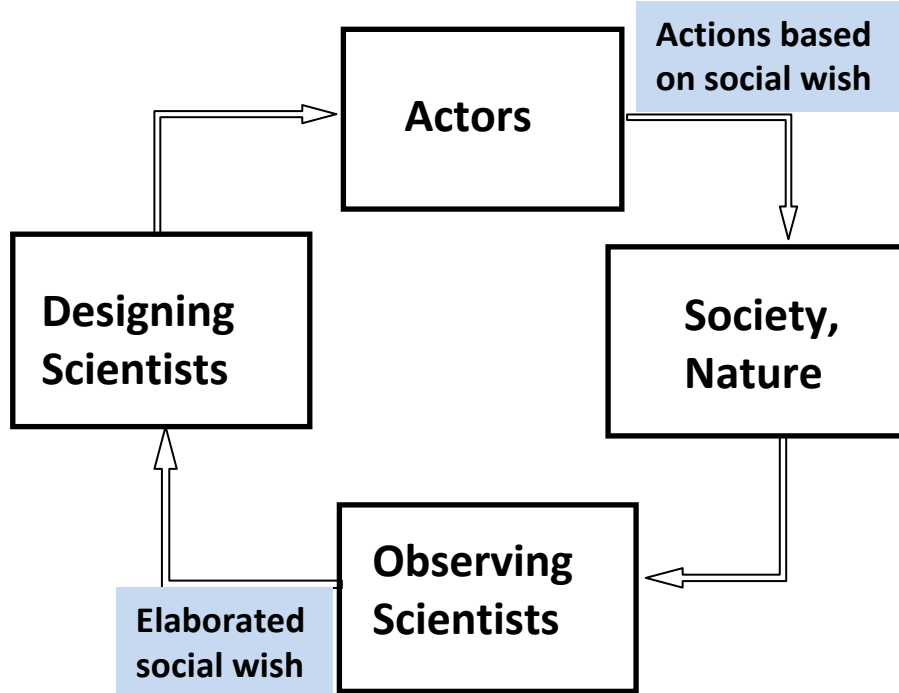 Actions based
on social wish
Actors
Designing
Scientists
Society,
Nature
Observing
Scientists
Elaborated
social wish